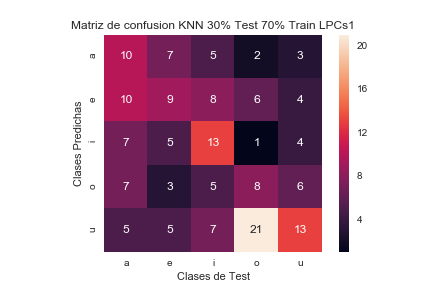 Matriz de confusion KNN 30% Test 70% Train LPCs1
a 10 7 5 2 3
e 10 9 8 6 4
i 7 5 13 1 4
o 7 3 5 8 6
u 5 5 7 21 13
a e i o u
Clases Predichas
Clases de Test
20
16
12
8
4